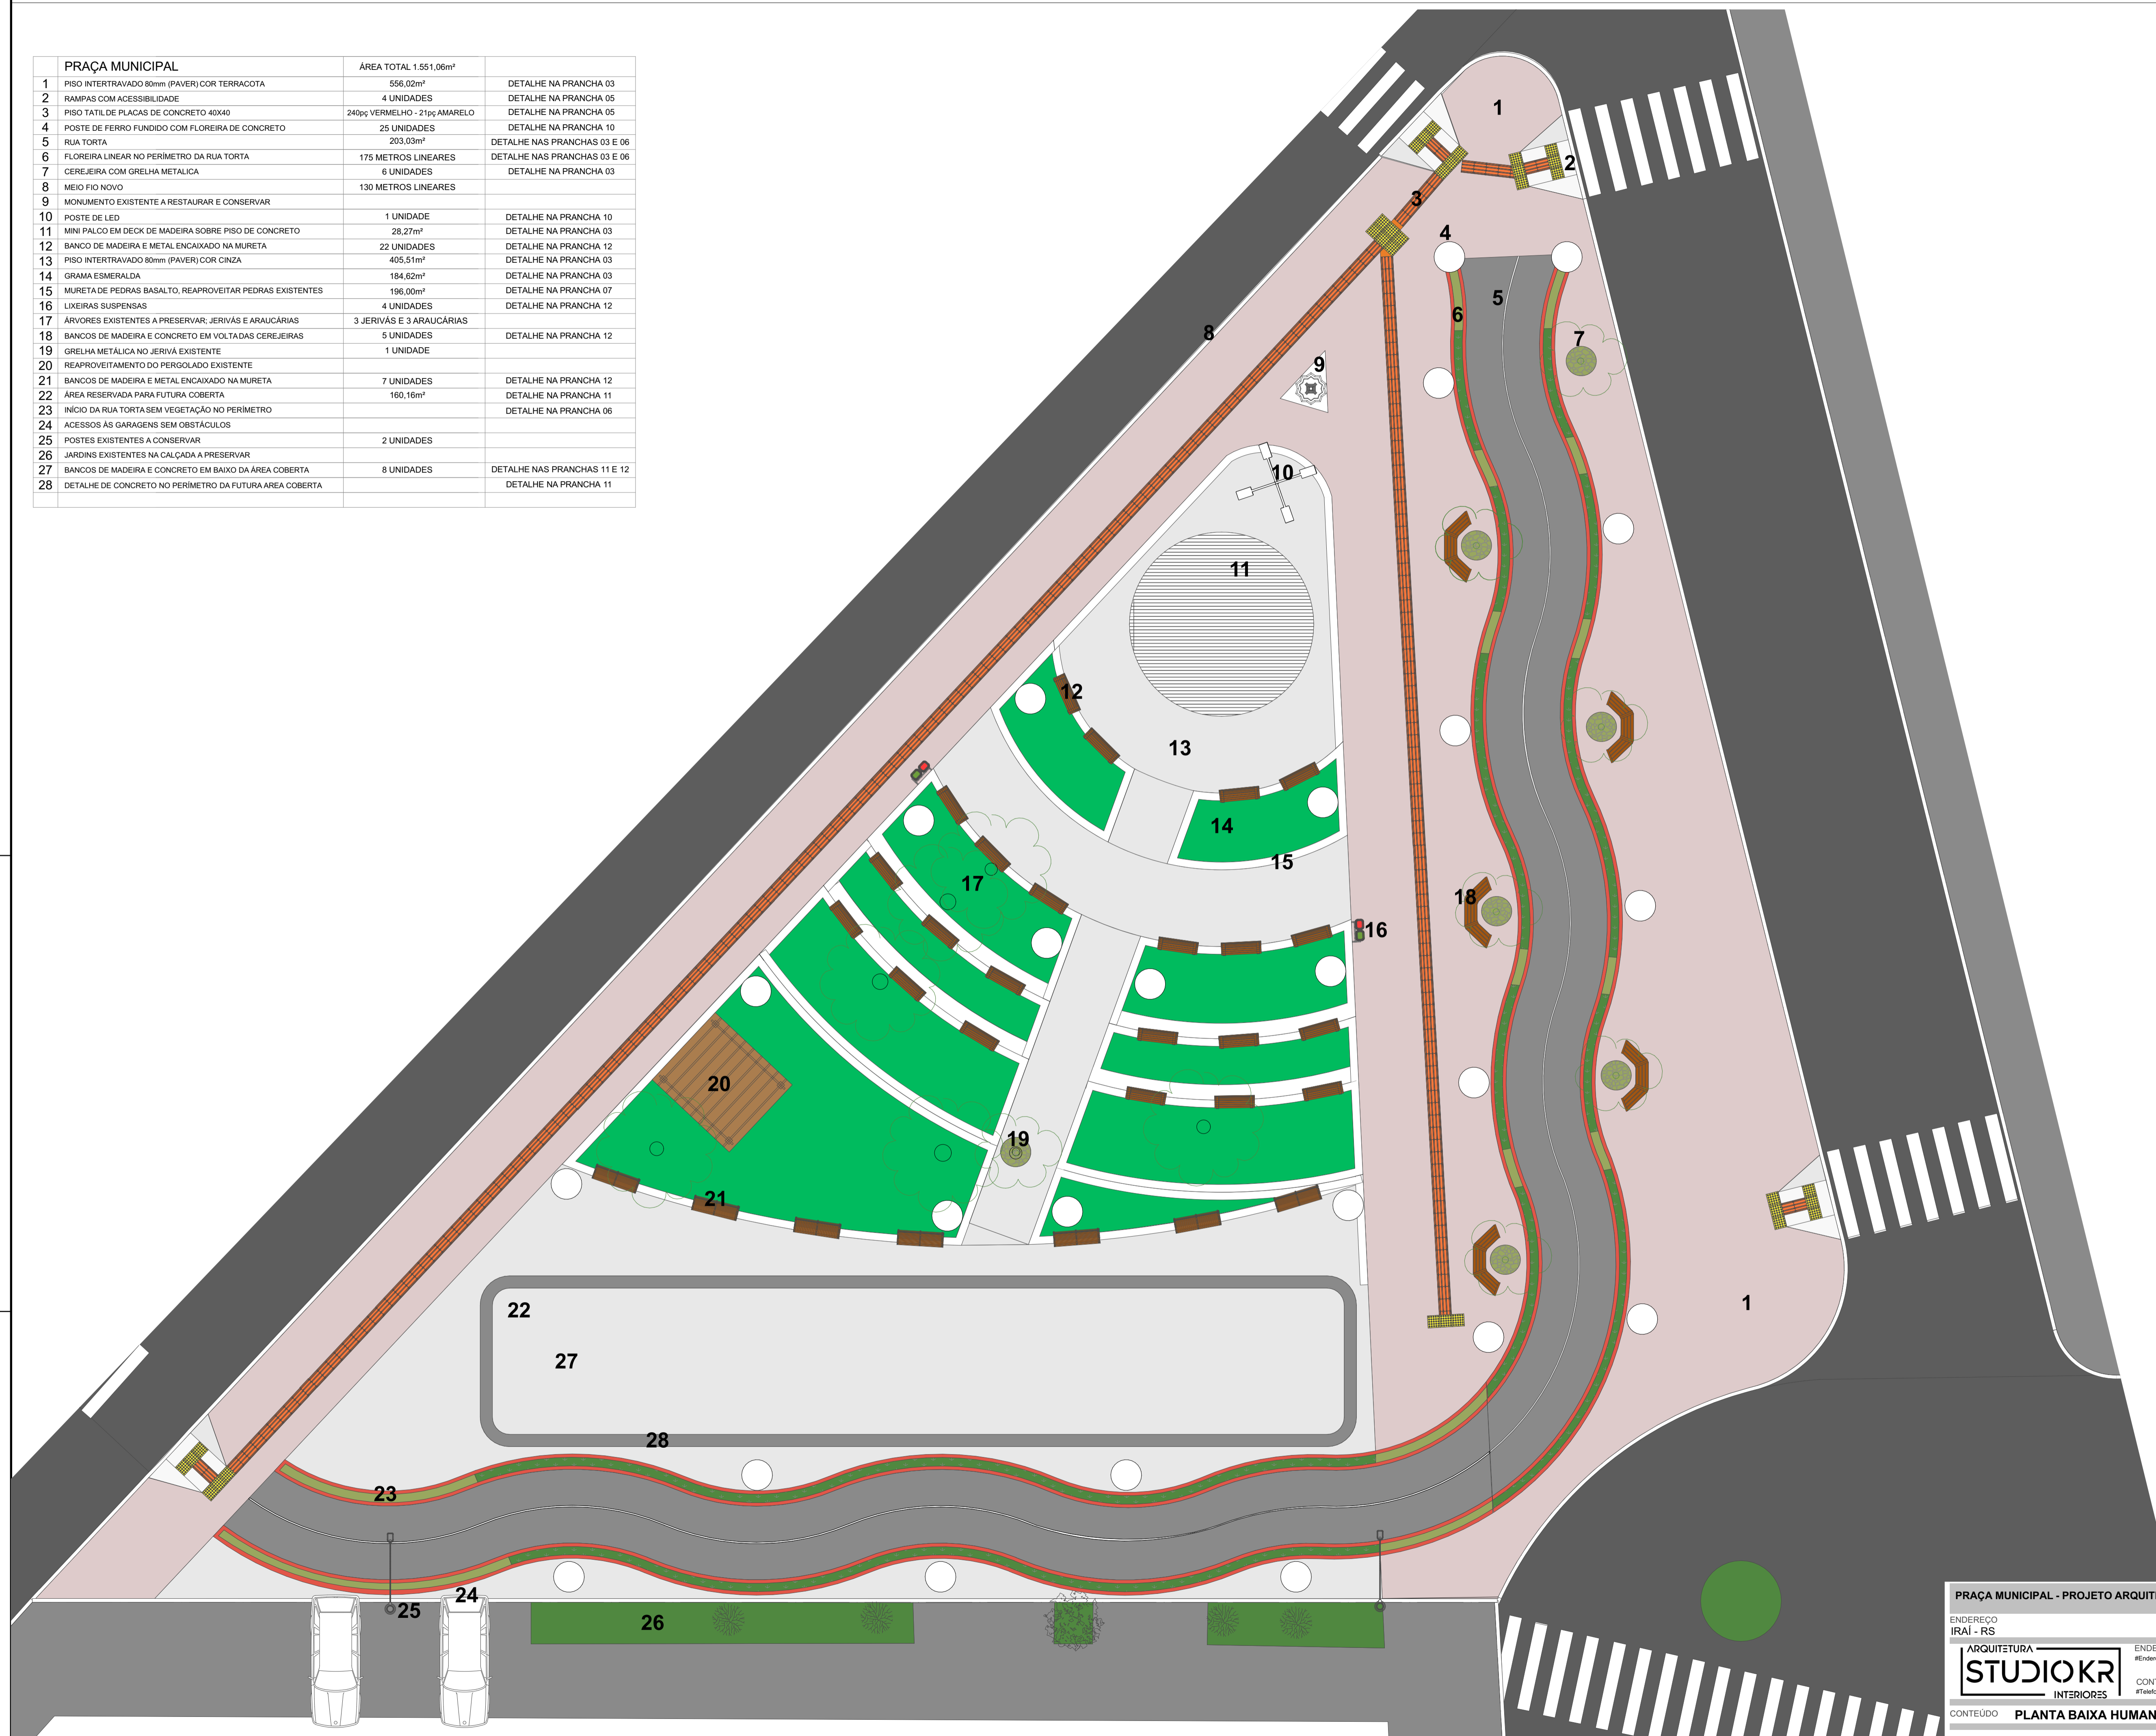 PRAÇA MUNICIPAL ÁREA TOTAL 1.551,06m²
1 PISO INTERTRAVADO 80mm (PAVER) COR TERRACOTA 556,02m² DETALHE NA PRANCHA 03
2 RAMPAS COM ACESSIBILIDADE 4 UNIDADES DETALHE NA PRANCHA 05
3 PISO TATIL DE PLACAS DE CONCRETO 40X40 240pç VERMELHO - 21pç AMARELO DETALHE NA PRANCHA 05
4 POSTE DE FERRO FUNDIDO COM FLOREIRA DE CONCRETO 25 UNIDADES DETALHE NA PRANCHA 10
5 RUA TORTA 203,03m² DETALHE NAS PRANCHAS 03 E 06
6 FLOREIRA LINEAR NO PERÍMETRO DA RUA TORTA 175 METROS LINEARES DETALHE NAS PRANCHAS 03 E 06
7 CEREJEIRA COM GRELHA METALICA 6 UNIDADES DETALHE NA PRANCHA 03
8 MEIO FIO NOVO 130 METROS LINEARES
9 MONUMENTO EXISTENTE A RESTAURAR E CONSERVAR
10 POSTE DE LED 1 UNIDADE DETALHE NA PRANCHA 10
11 MINI PALCO EM DECK DE MADEIRA SOBRE PISO DE CONCRETO 28,27m² DETALHE NA PRANCHA 03
12 BANCO DE MADEIRA E METAL ENCAIXADO NA MURETA 22 UNIDADES DETALHE NA PRANCHA 12
13 PISO INTERTRAVADO 80mm (PAVER) COR CINZA 405,51m² DETALHE NA PRANCHA 03
14 GRAMA ESMERALDA 184,62m² DETALHE NA PRANCHA 03
15 MURETA DE PEDRAS BASALTO, REAPROVEITAR PEDRAS EXISTENTES 196,00m² DETALHE NA PRANCHA 07
16 LIXEIRAS SUSPENSAS 4 UNIDADES DETALHE NA PRANCHA 12
17 ÁRVORES EXISTENTES A PRESERVAR; JERIVÁS E ARAUCÁRIAS 3 JERIVÁS E 3 ARAUCÁRIAS
18 BANCOS DE MADEIRA E CONCRETO EM VOLTA DAS CEREJEIRAS 5 UNIDADES DETALHE NA PRANCHA 12
19 GRELHA METÁLICA NO JERIVÁ EXISTENTE 1 UNIDADE
20 REAPROVEITAMENTO DO PERGOLADO EXISTENTE
21 BANCOS DE MADEIRA E METAL ENCAIXADO NA MURETA 7 UNIDADES DETALHE NA PRANCHA 12
22 ÁREA RESERVADA PARA FUTURA COBERTA 160,16m² DETALHE NA PRANCHA 11
23 INÍCIO DA RUA TORTA SEM VEGETAÇÃO NO PERÍMETRO DETALHE NA PRANCHA 06
24 ACESSOS ÀS GARAGENS SEM OBSTÁCULOS
25 POSTES EXISTENTES A CONSERVAR 2 UNIDADES
26 JARDINS EXISTENTES NA CALÇADA A PRESERVAR
27 BANCOS DE MADEIRA E CONCRETO EM BAIXO DA ÁREA COBERTA 8 UNIDADES DETALHE NAS PRANCHAS 11 E 12
28 DETALHE DE CONCRETO NO PERÍMETRO DA FUTURA AREA COBERTA DETALHE NA PRANCHA 11
1
2
3
4
5
6
7
8
9
10
11
12
13
14
15
16
17
18
19
20
21
22
1
27
28
23
24
25
26
PRAÇA MUNICIPAL - PROJETO ARQUIT
ENDEREÇO
IRAÍ - RS
ARQUITETURA
STUDIO KR
INTERIORES
ENDE
#Ender
CON
#Telef
CONTEÚDO PLANTA BAIXA HUMAN